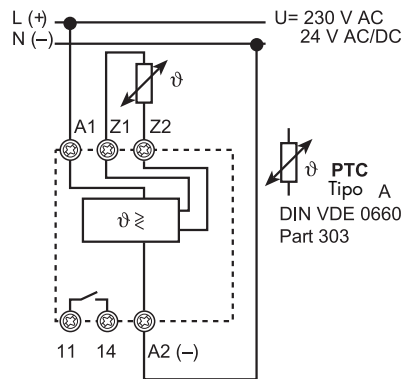 L (+)
U= 230 V AC
N (–)
24 V AC/DC
ϑ
A1 Z1 Z2
ϑ PTC
Tipo A
DIN VDE 0660
Part 303
ϑ ≷
11 14 A2 (–)